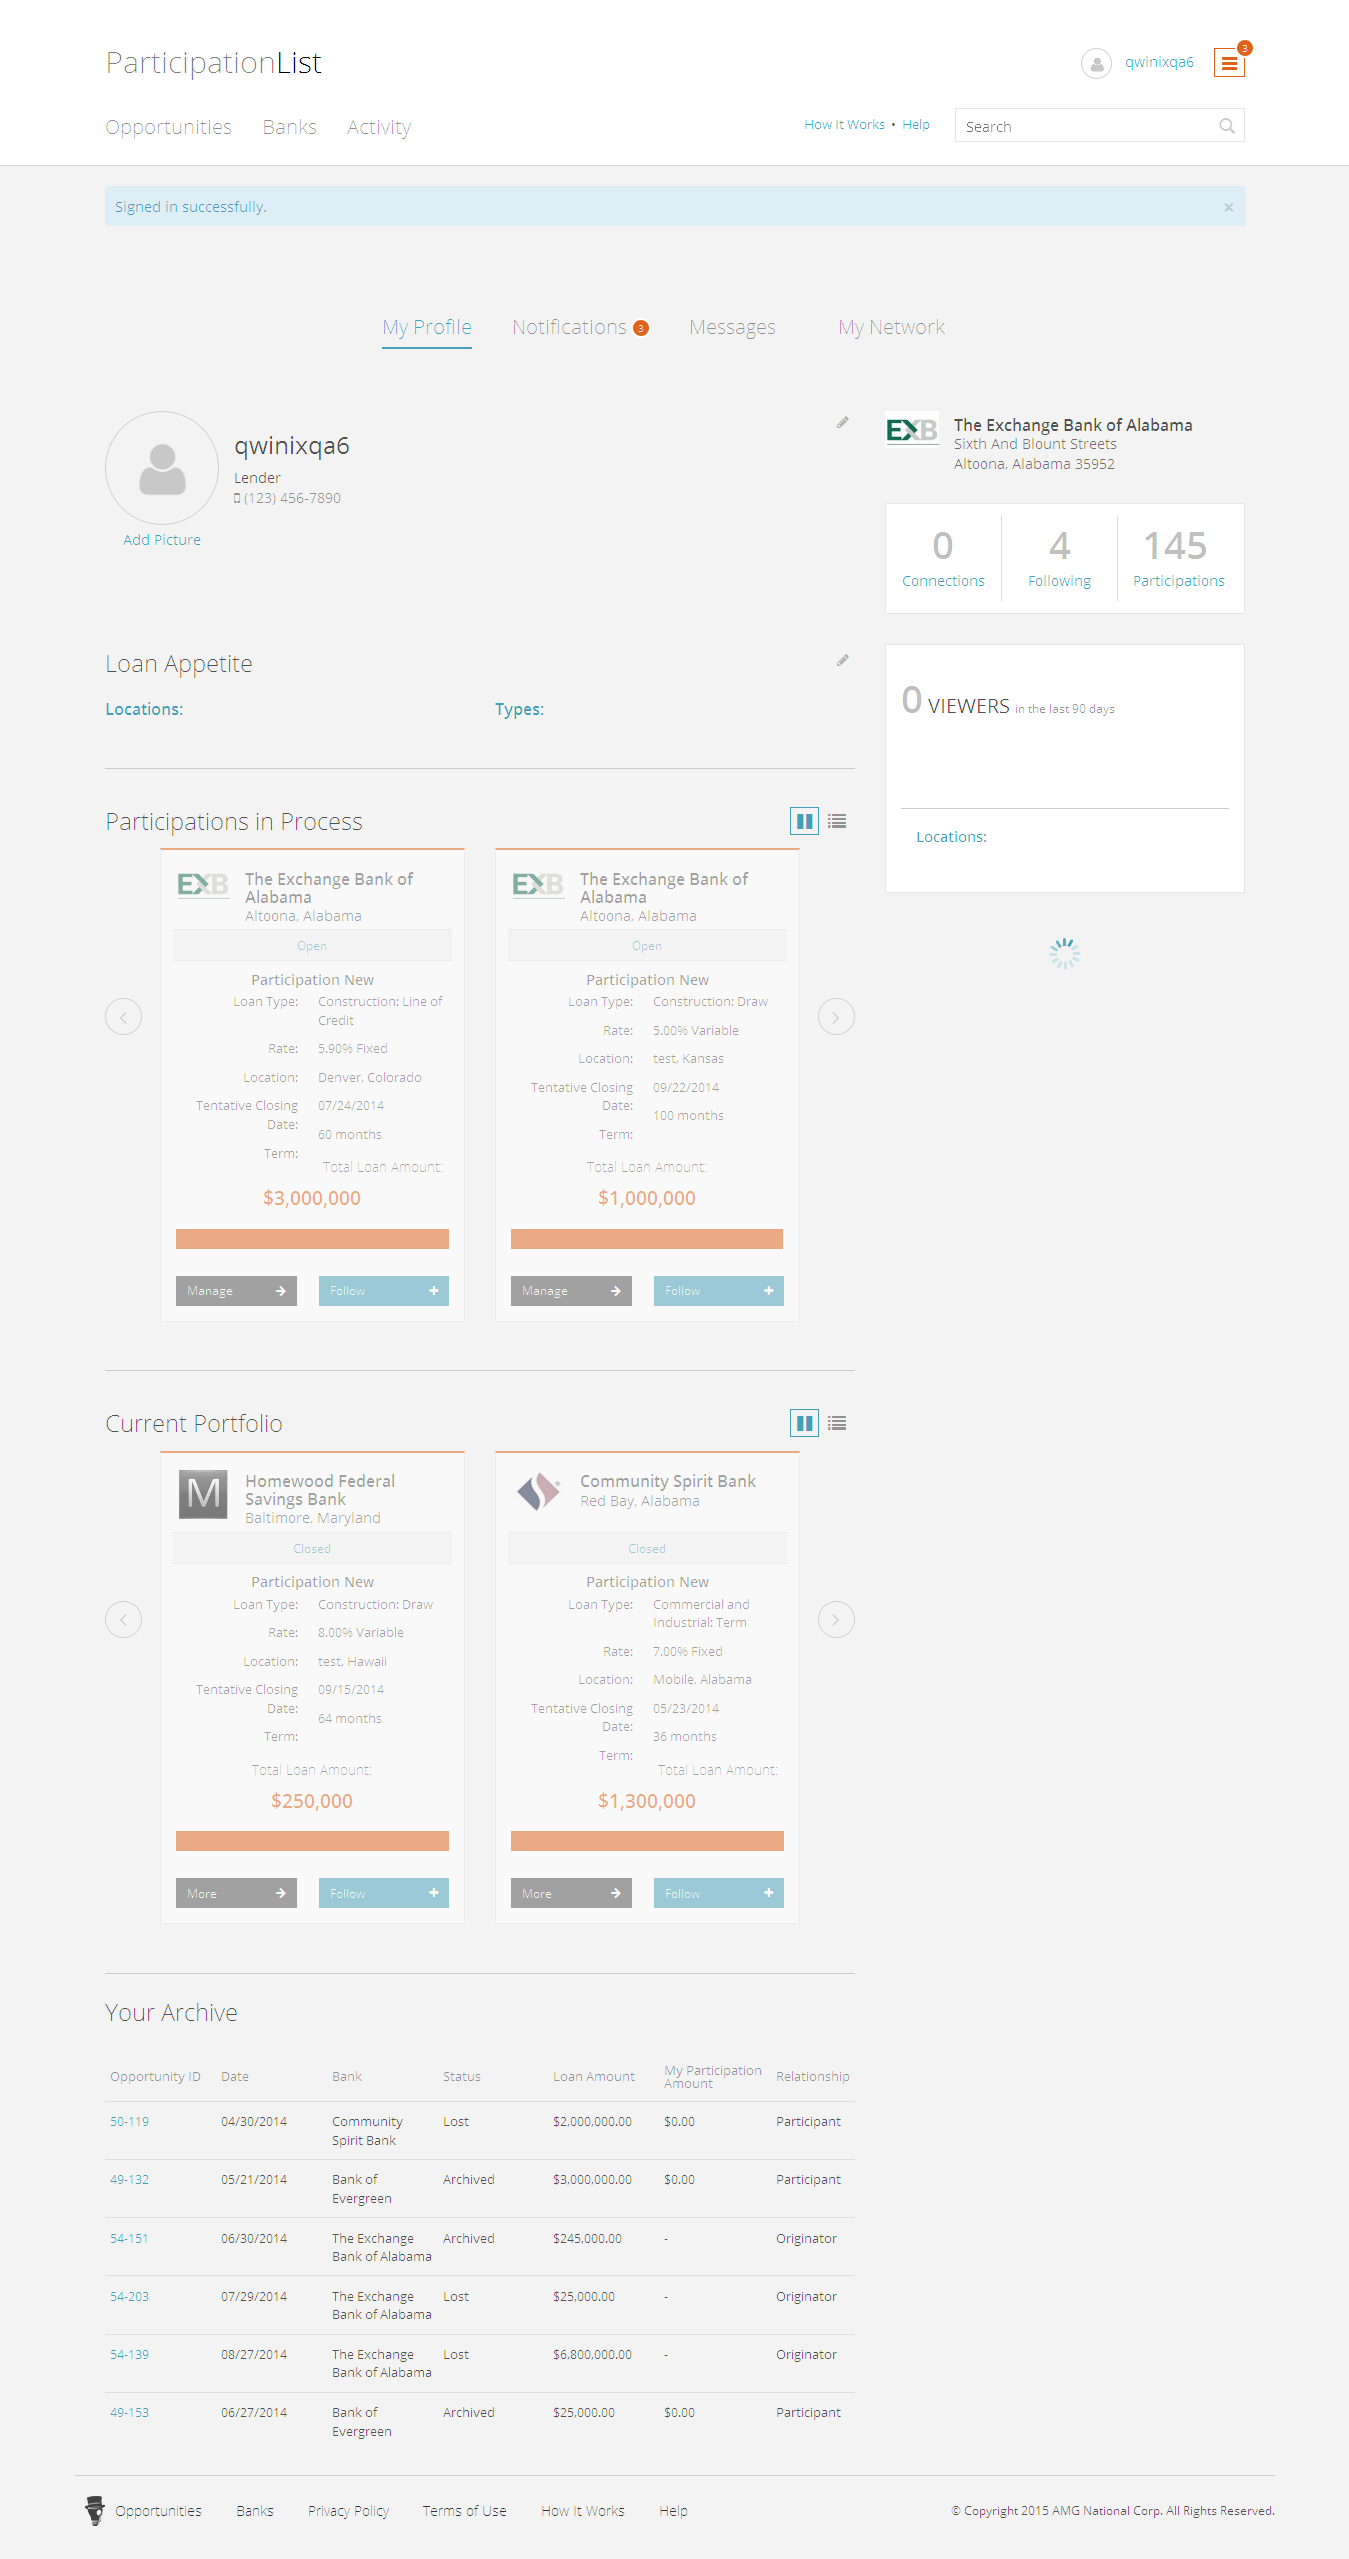 ParticipationList
qwinixqa6
3
Opportunities Banks Activity
How It Works • Help
Search
Signed in successfully.
×
My Profile Notifications 3 Messages My Network
qwinixqa6
Lender
(123) 456-7890
Add Picture
EXB
The Exchange Bank of Alabama
Sixth And Blount Streets
Altoona, Alabama 35952
0 4 145
Connections Following Participations
Loan Appetite
Locations: Types:
0 VIEWERS in the last 90 days
Locations:
Participations in Process
EXB
The Exchange Bank of
Alabama
Altoona, Alabama
Open
Participation New
Loan Type: Construction: Line of
Credit
Rate: 5.90% Fixed
Location: Denver, Colorado
Tentative Closing 07/24/2014
Date:
60 months
Term:
Total Loan Amount:
$3,000,000
Manage Follow
EXB
The Exchange Bank of
Alabama
Altoona, Alabama
Open
Participation New
Loan Type: Construction: Draw
Rate: 5.00% Variable
Location: test, Kansas
Tentative Closing 09/22/2014
Date:
100 months
Term:
Total Loan Amount:
$1,000,000
Manage Follow
Current Portfolio
M
Homewood Federal
Savings Bank
Baltimore, Maryland
Closed
Participation New
Loan Type: Construction: Draw
Rate: 8.00% Variable
Location: test, Hawaii
Tentative Closing 09/15/2014
Date:
64 months
Term:
Total Loan Amount:
$250,000
More Follow
Community Spirit Bank
Red Bay, Alabama
Closed
Participation New
Loan Type: Commercial and
Industrial: Term
Rate: 7.00% Fixed
Location: Mobile, Alabama
Tentative Closing 05/23/2014
Date:
36 months
Term:
Total Loan Amount:
$1,300,000
More Follow
Your Archive
Opportunity ID Date Bank Status Loan Amount My Participation Amount Relationship
50-119 04/30/2014 Community Lost $2,000,000.00 $0.00 Participant
Spirit Bank
49-132 05/21/2014 Bank of Archived $3,000,000.00 $0.00 Participant
Evergreen
54-151 06/30/2014 The Exchange Archived $245,000.00 - Originator
Bank of Alabama
54-203 07/29/2014 The Exchange Lost $25,000.00 - Originator
Bank of Alabama
54-139 08/27/2014 The Exchange Lost $6,800,000.00 - Originator
Bank of Alabama
49-153 06/27/2014 Bank of Archived $25,000.00 $0.00 Participant
Evergreen
Opportunities Banks Privacy Policy Terms of Use How It Works Help
© Copyright 2015 AMG National Corp. All Rights Reserved.